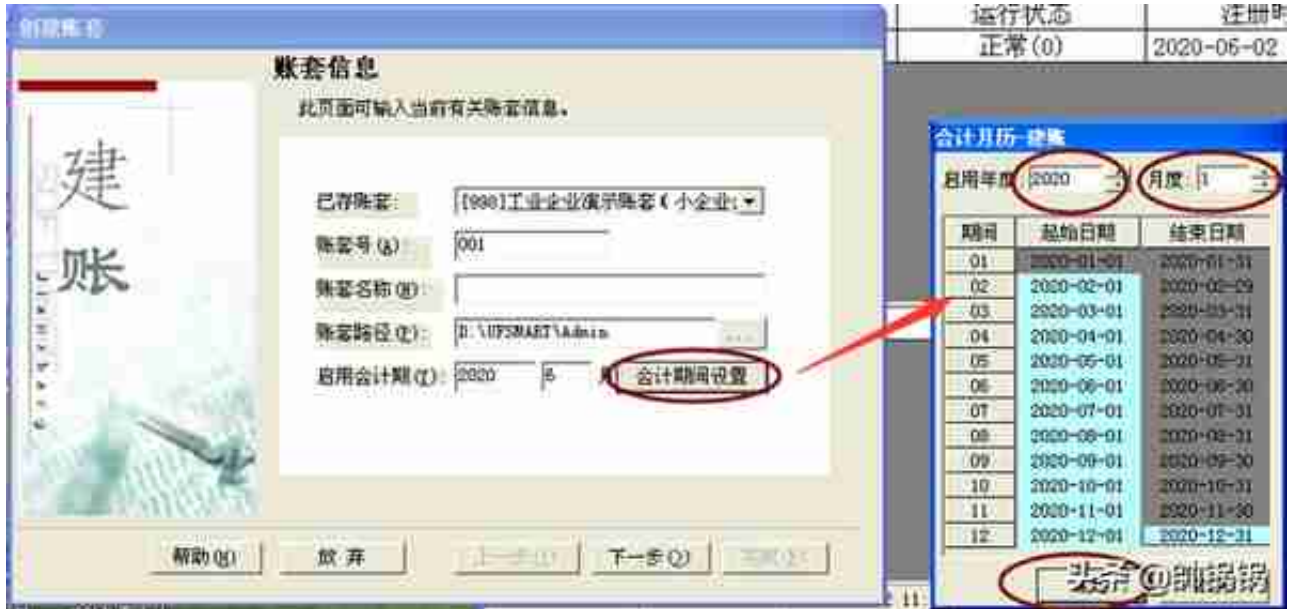 创建账套
账套信息
此页面可输入当前有关账套信息。
建
账
已存账套: [998]工业企业演示账套(小企业
账套号(A): 001
账套名称(N):
账套路径(P): D:\UFSMART\Admin ...
启用会计期(Y): 2020 6 月 会计期间设置
帮助(H) 放弃 上一步 下一步(O)
运行状态 注册时
正常(0) 2020-06-02
会计月历-建账
启用年度 2020 月度 1
期间 起始日期 结束日期
01 2020-01-01 2020-01-31
02 2020-02-01 2020-02-29
03 2020-03-01 2020-03-31
04 2020-04-01 2020-04-30
05 2020-05-01 2020-05-31
06 2020-06-01 2020-06-30
07 2020-07-01 2020-07-31
08 2020-08-01 2020-08-31
09 2020-09-01 2020-09-30
10 2020-10-01 2020-10-31
11 2020-11-01 2020-11-30
12 2020-12-01 2020-12-31
头条@帅锅锅
11